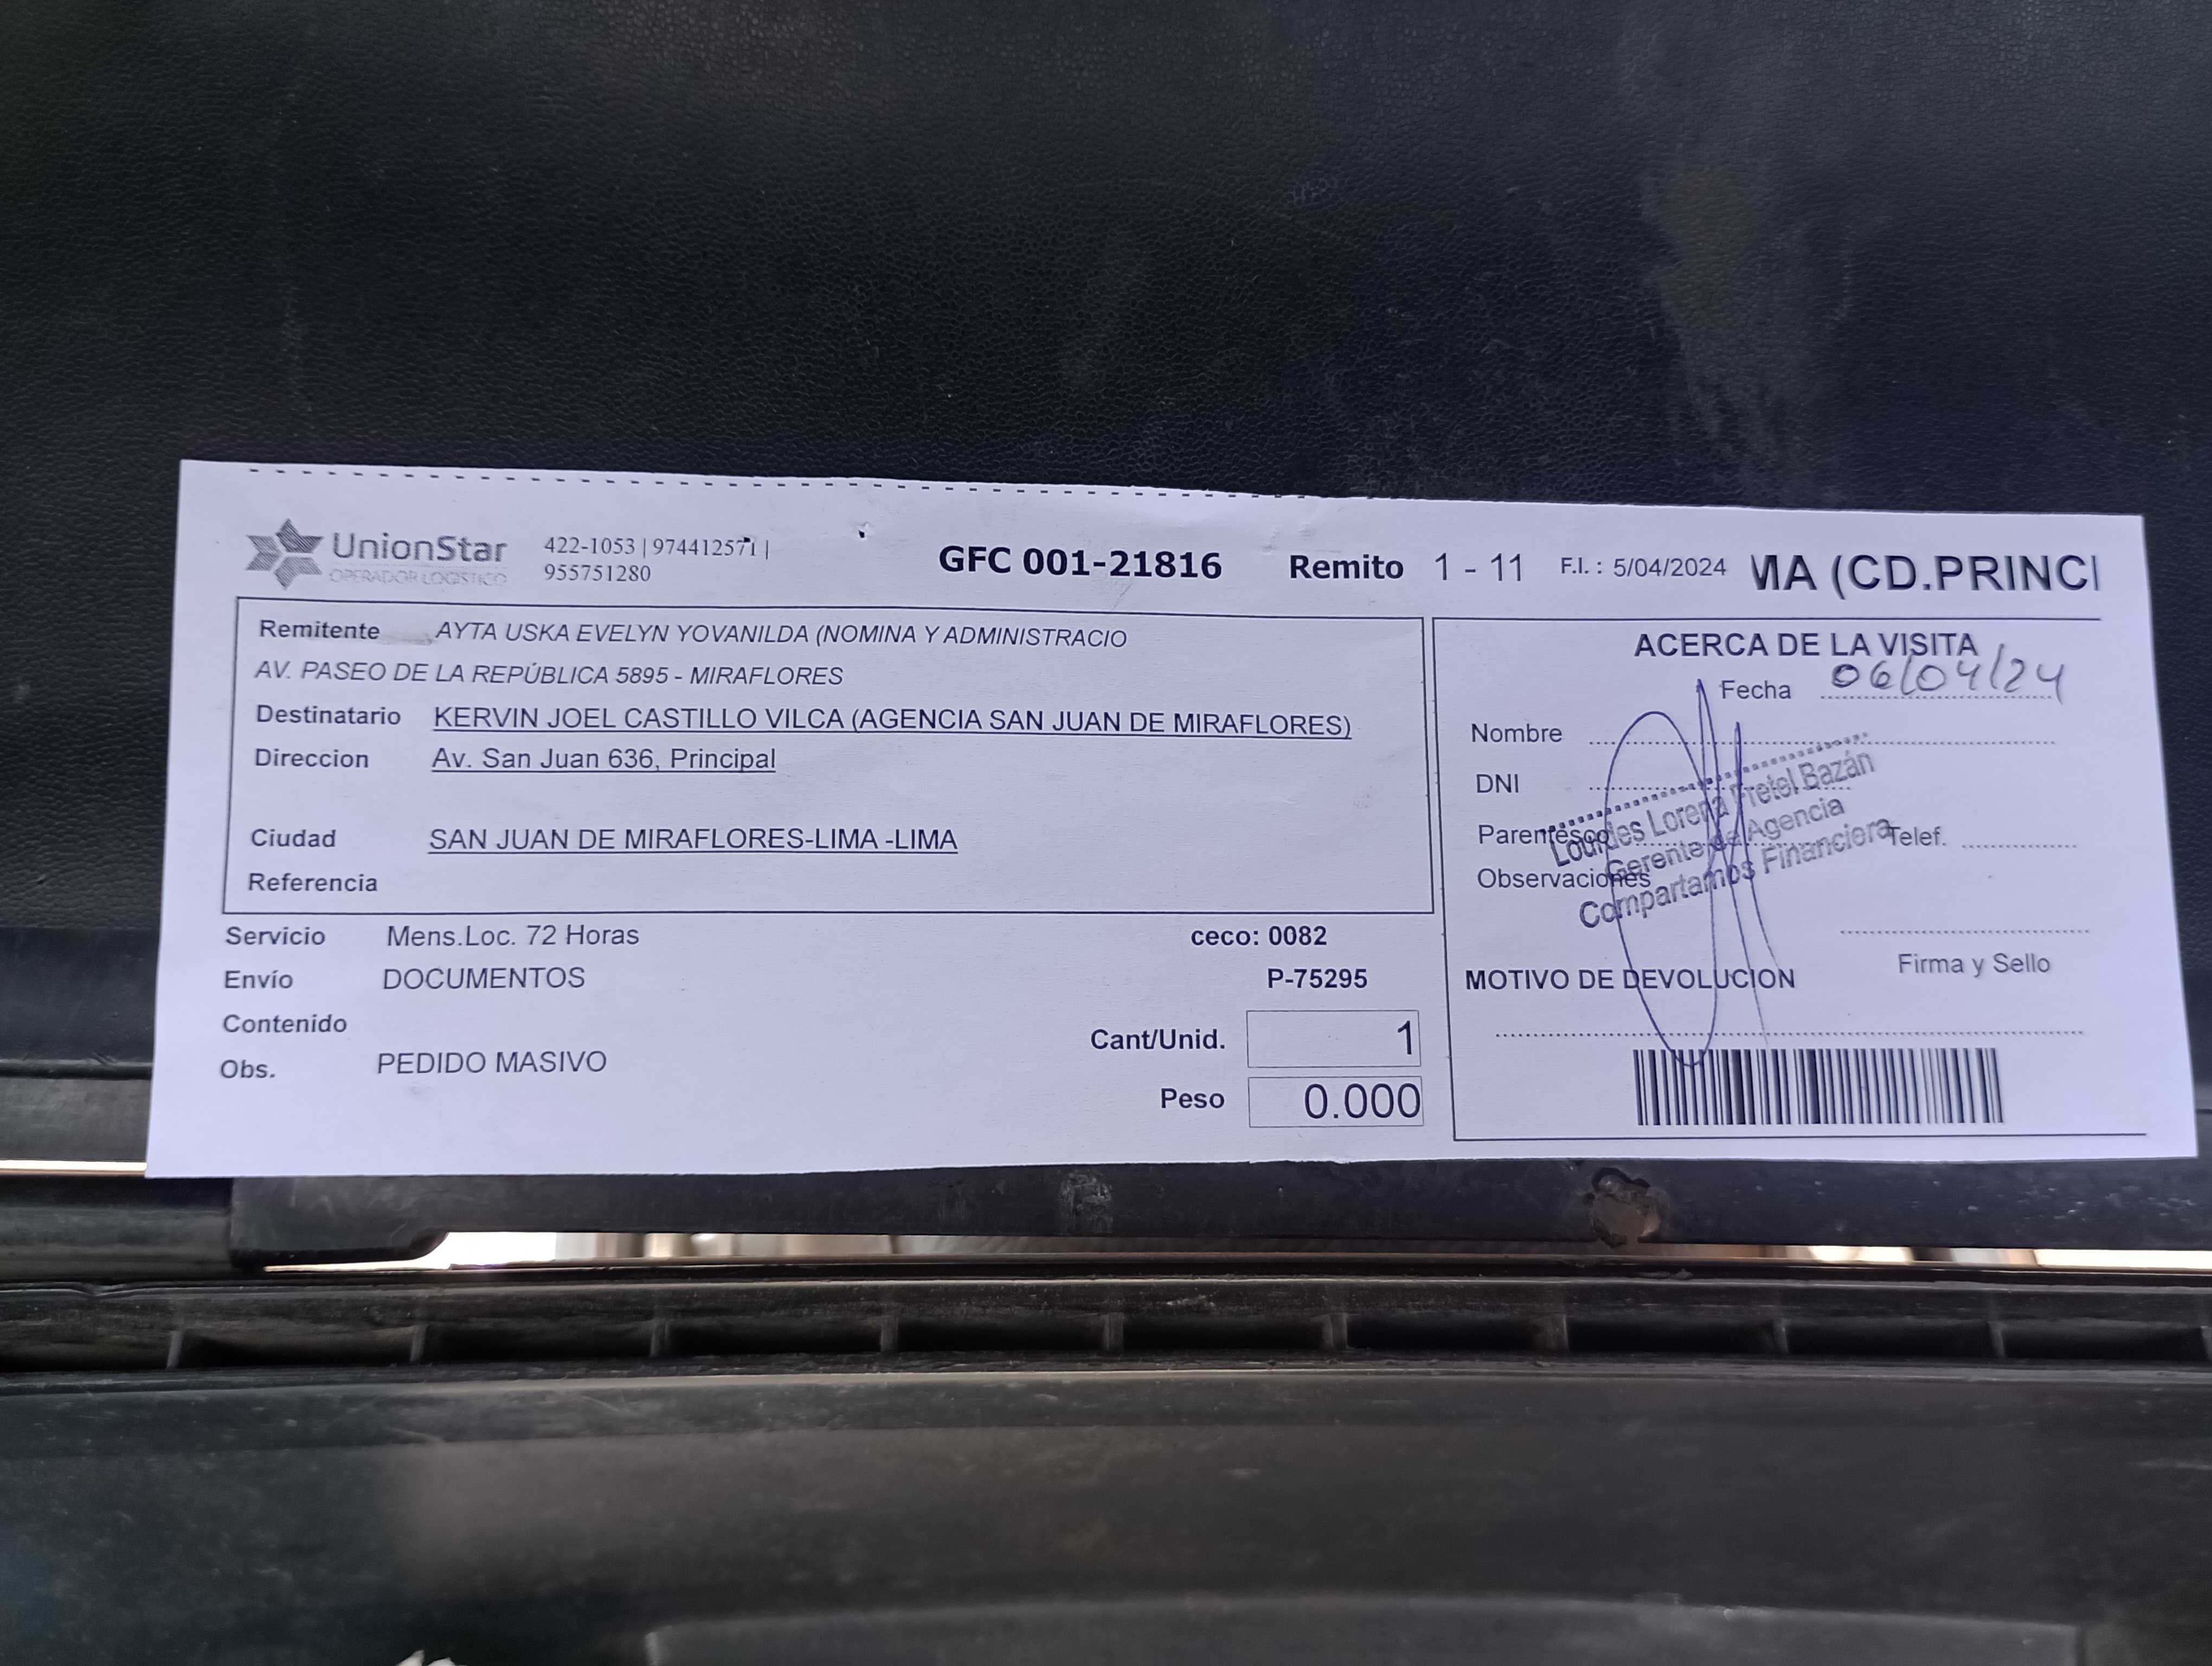 UnionStar
OPERADOR LOGISTICO
422-1053 | 974412571 |
955751280
GFC 001-21816 Remito 1 - 11 F.I. : 5/04/2024 MA (CD.PRINCI
Remitente AYTA USKA EVELYN YOVANILDA (NOMINA Y ADMINISTRACIO
AV. PASEO DE LA REPÚBLICA 5895 - MIRAFLORES
Destinatario KERVIN JOEL CASTILLO VILCA (AGENCIA SAN JUAN DE MIRAFLORES)
Direccion Av. San Juan 636, Principal
Ciudad SAN JUAN DE MIRAFLORES-LIMA -LIMA
Referencia
Servicio Mens.Loc. 72 Horas ceco: 0082
Envío DOCUMENTOS P-75295
Contenido
Cant/Unid. 1
Obs. PEDIDO MASIVO
Peso 0.000
ACERCA DE LA VISITA
Fecha 06/04/24
Nombre
DNI
Parentesco Telef.
Observaciones
Lourdes Lorena Fretel Bazán
Gerente de Agencia
Compartamos Financiera
Firma y Sello
MOTIVO DE DEVOLUCION